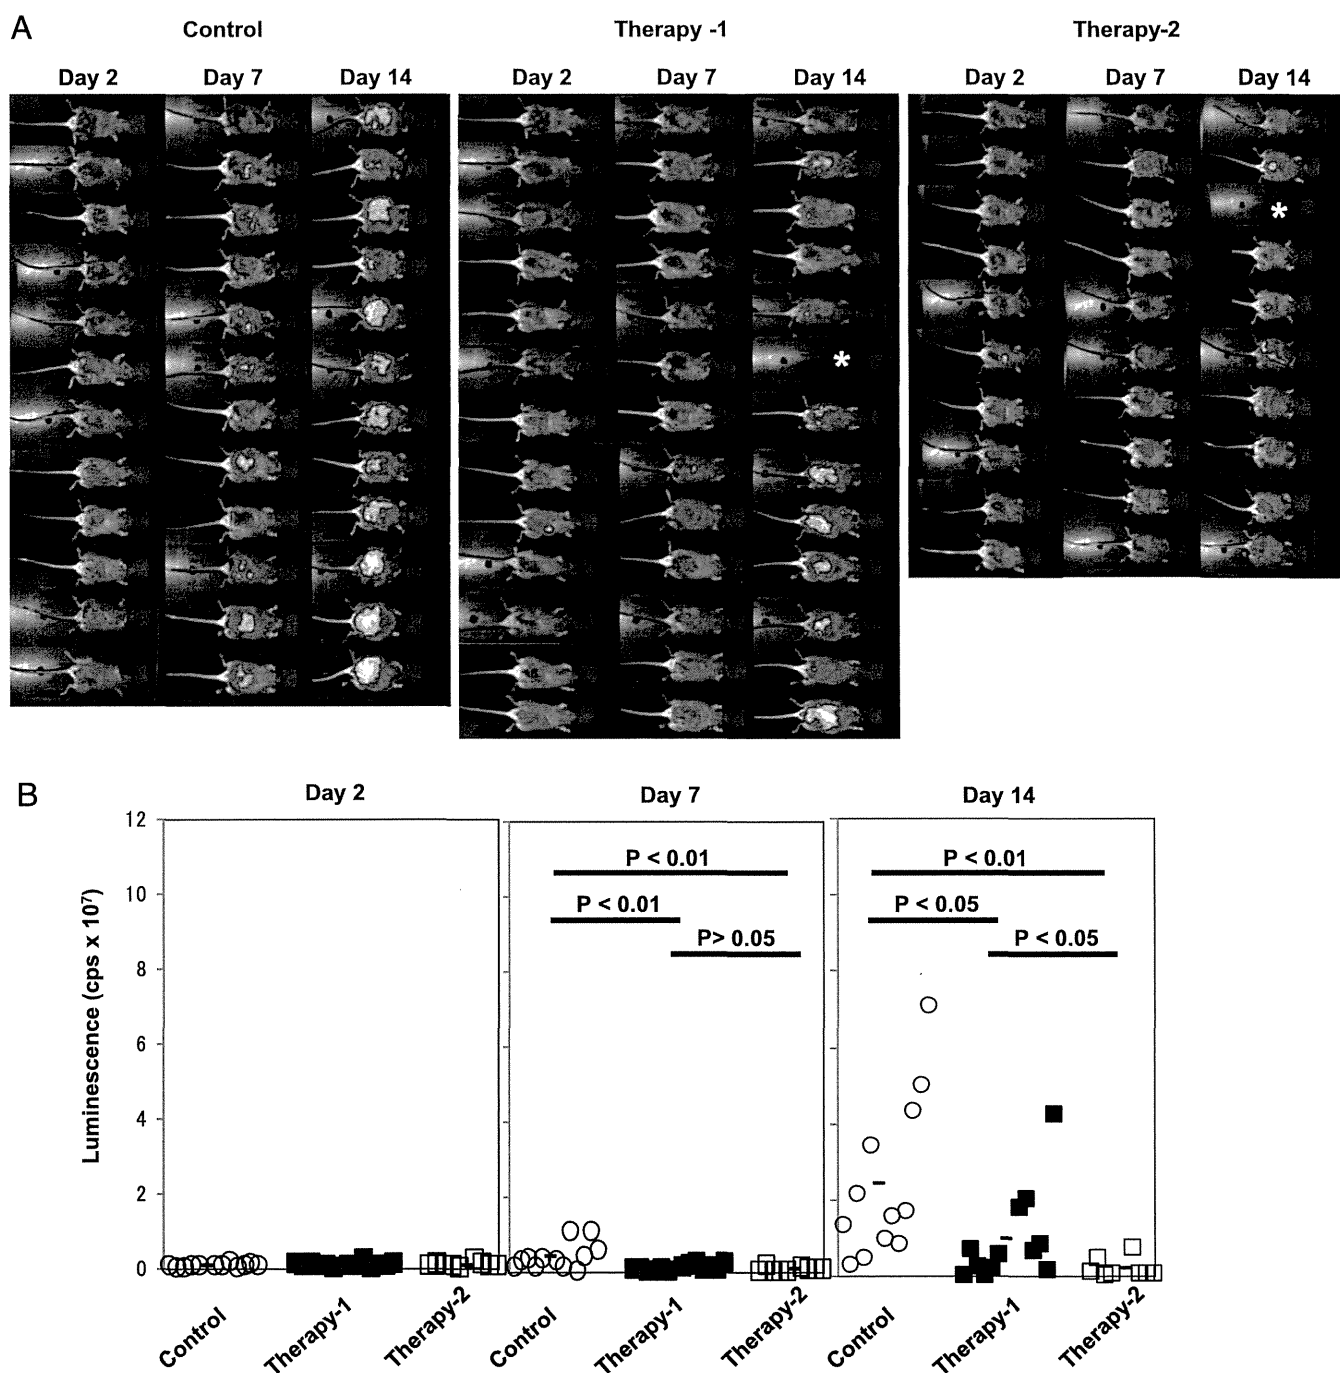 A
Control
Therapy -1
Therapy-2
Day 2
Day 7
Day 14
Day 2
Day 7
Day 14
Day 2
Day 7
Day 14
*
*
B
Day 2
Day 7
Day 14
Luminescence (cps x 10⁷)
12
10
8
6
4
2
0
P < 0.01
P < 0.01
P> 0.05
P < 0.01
P < 0.05
P < 0.05
Control
Therapy-1
Therapy-2
Control
Therapy-1
Therapy-2
Control
Therapy-1
Therapy-2